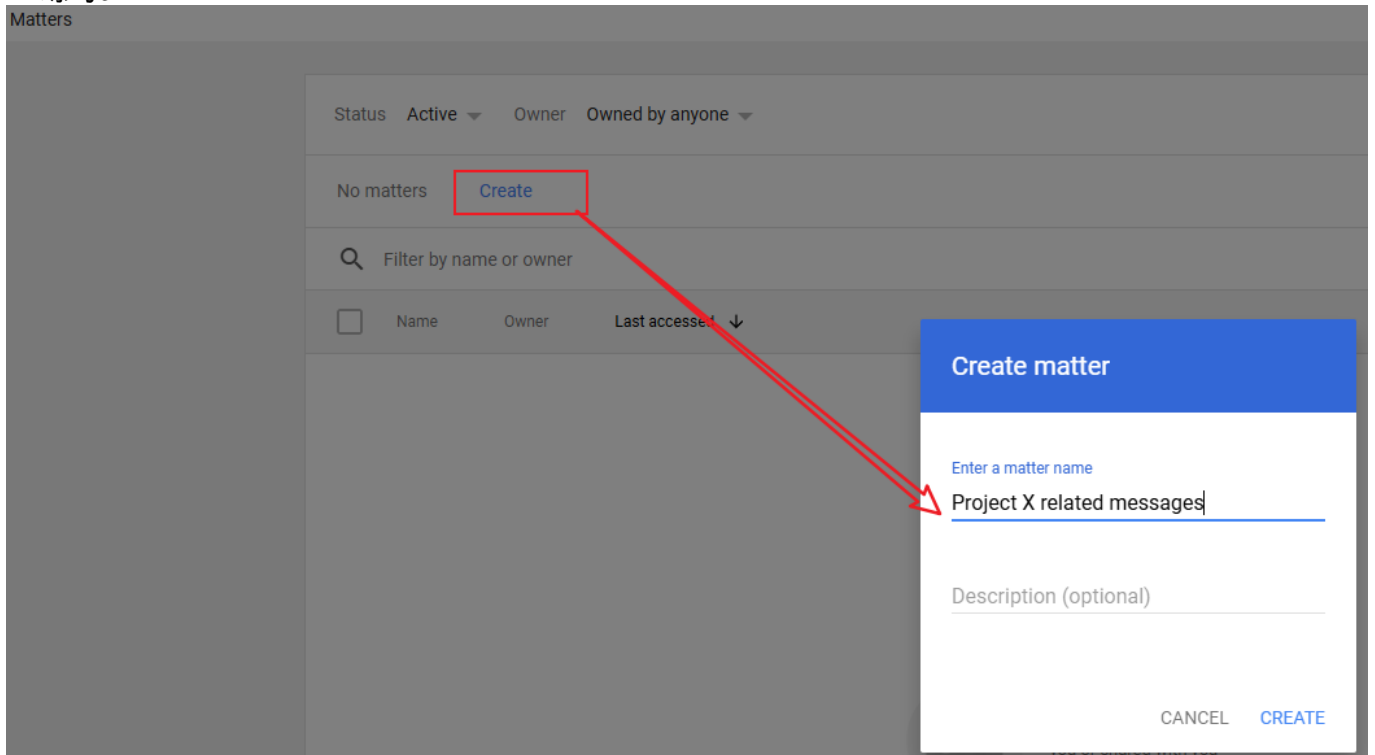 Matters
Status Active Owner Owned by anyone
No matters Create
Filter by name or owner
Name Owner Last accessed
Create matter
Enter a matter name
Project X related messages
Description (optional)
CANCEL CREATE